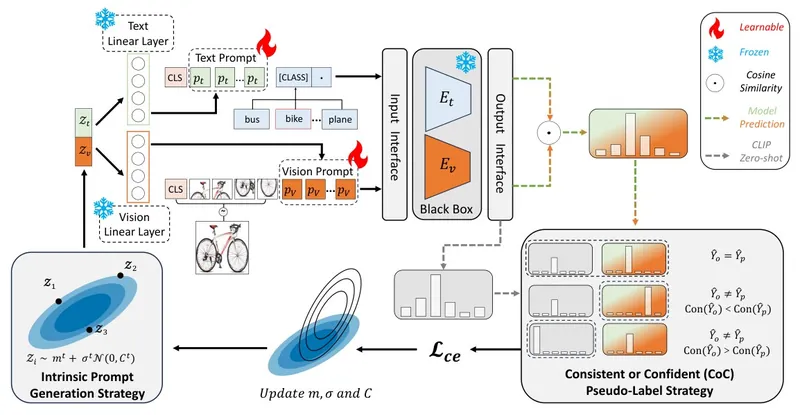 Text
Linear Layer
Text Prompt
CLS
p_t
p_t
...
p_t
[CLASS]
.
bus
bike
...
plane
z_t
z_v
CLS
Vision Prompt
p_V
p_V
...
p_V
Vision
Linear Layer
Input Interface
E_t
E_v
Black Box
Output Interface
Learnable
Frozen
Cosine
Similarity
Model
Prediction
CLIP
Zero-shot
z_1
z_2
z_3
z_i ~ m^t + σ^t 𝒩(0, C^t)
Intrinsic Prompt
Generation Strategy
Update m, σ and C
ℒ_ce
Ŷ_o = Ŷ_p
Ŷ_o ≠ Ŷ_p
Con(Ŷ_o) < Con(Ŷ_p)
Ŷ_o ≠ Ŷ_p
Con(Ŷ_o) > Con(Ŷ_p)
Consistent or Confident (CoC)
Pseudo-Label Strategy